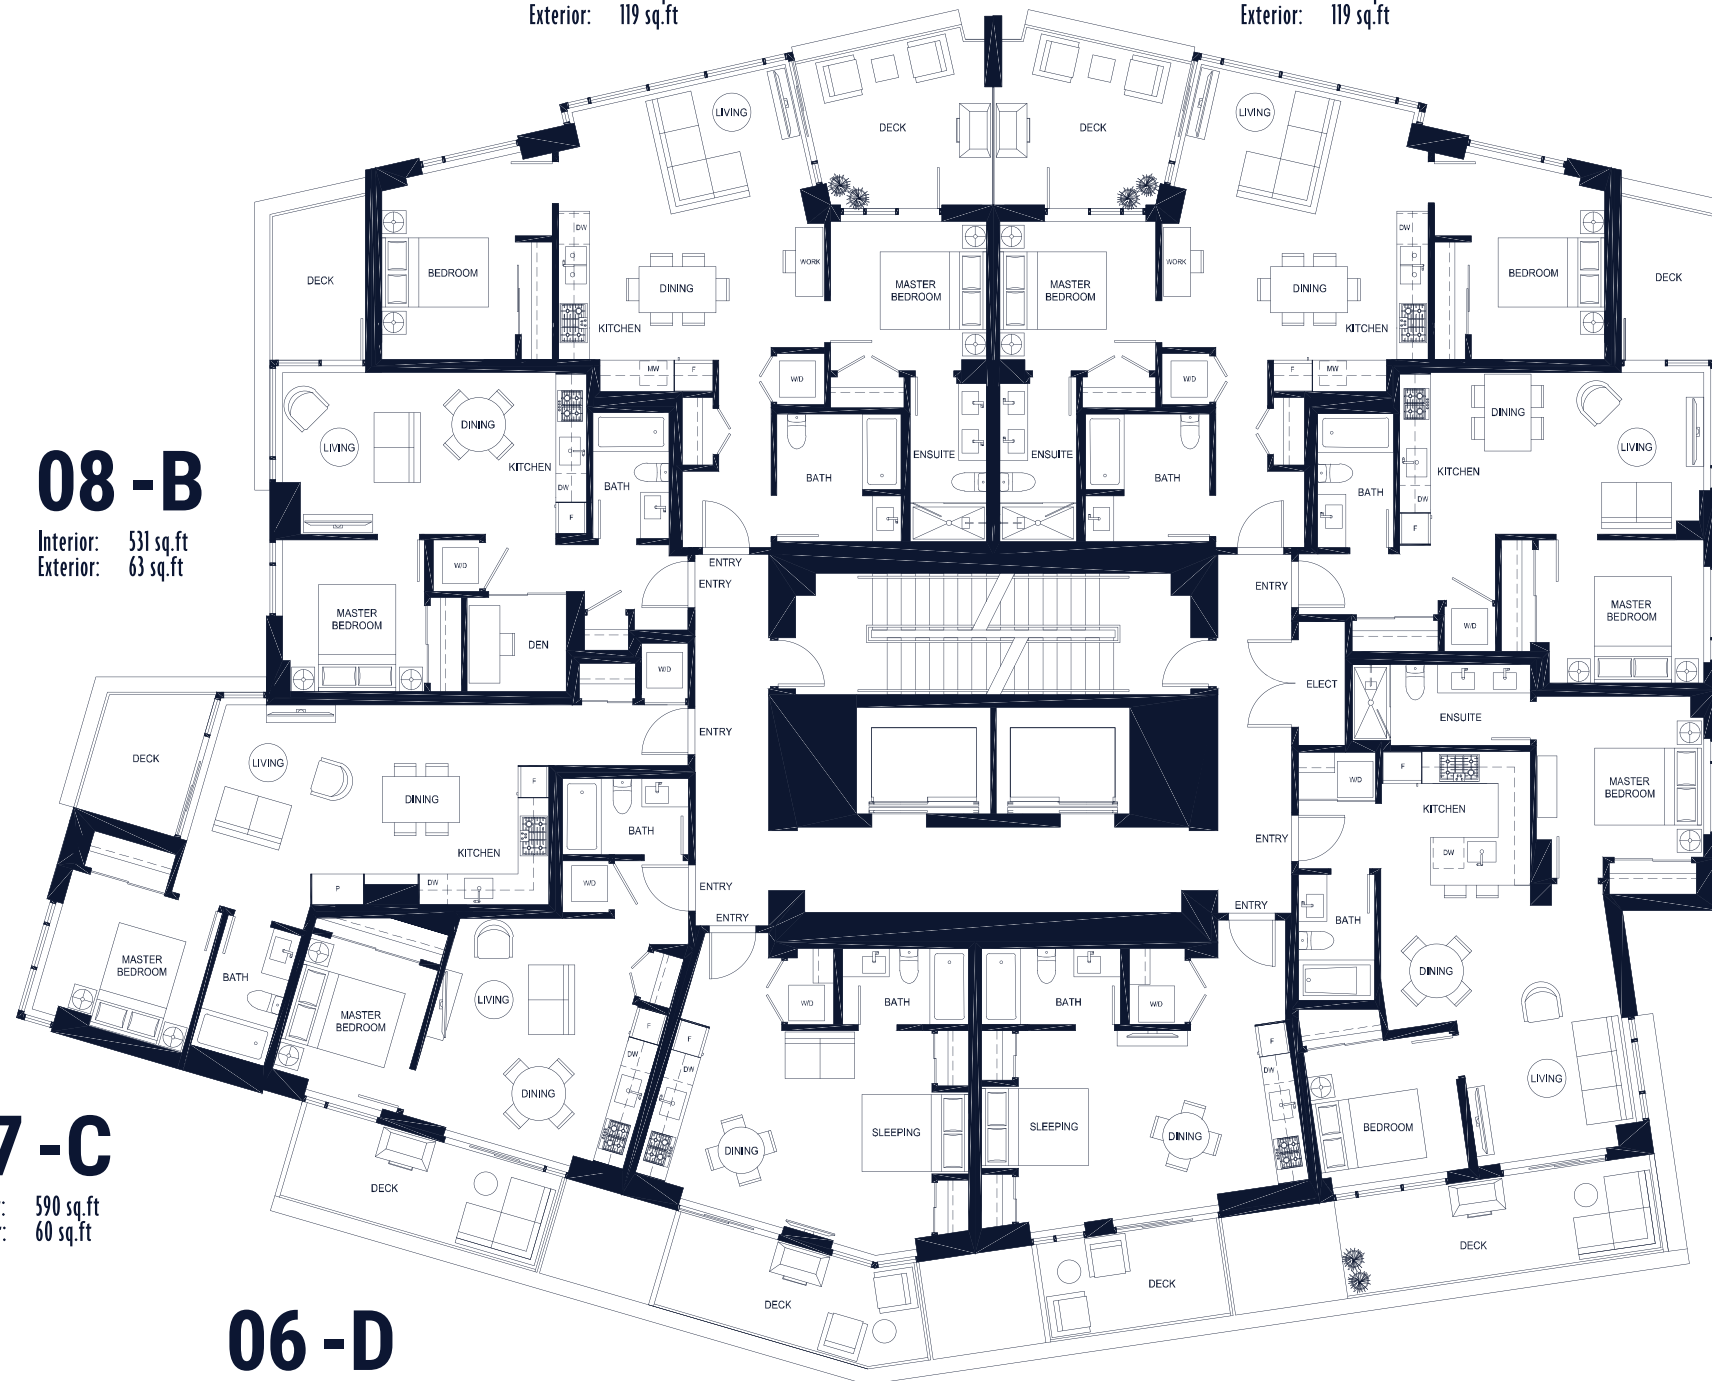 Exterior: 119 sq.ft
Exterior: 119 sq.ft
LIVING
LIVING
DECK
DECK
DW
DW
BEDROOM
DECK
WORK
WORK
BEDROOM
DECK
MASTER
BEDROOM
MASTER
BEDROOM
DINING
DINING
KITCHEN
KITCHEN
MW
F
W/D
W/D
F
MW
DINING
LIVING
KITCHEN
DINING
LIVING
KITCHEN
08 -B
Interior: 531 sq.ft
Exterior: 63 sq.ft
DW
F
BATH
BATH
ENSUITE
ENSUITE
BATH
BATH
DW
F
ENTRY
ENTRY
ENTRY
W/D
MASTER
BEDROOM
DEN
W/D
MASTER
BEDROOM
W/D
W/D
ELECT
ENSUITE
ENTRY
DECK
LIVING
DINING
F
KITCHEN
DW
P
BATH
W/D
ENTRY
ENTRY
ENTRY
ENTRY
W/D
F
KITCHEN
DW
MASTER
BEDROOM
BATH
MASTER
BEDROOM
BATH
MASTER
BEDROOM
LIVING
DINING
F
DW
F
DW
W/D
BATH
BATH
W/D
F
DW
DINING
LIVING
SLEEPING
SLEEPING
DINING
DINING
BEDROOM
7 -C
r: 590 sq.ft
r: 60 sq.ft
DECK
DECK
DECK
DECK
06 -D